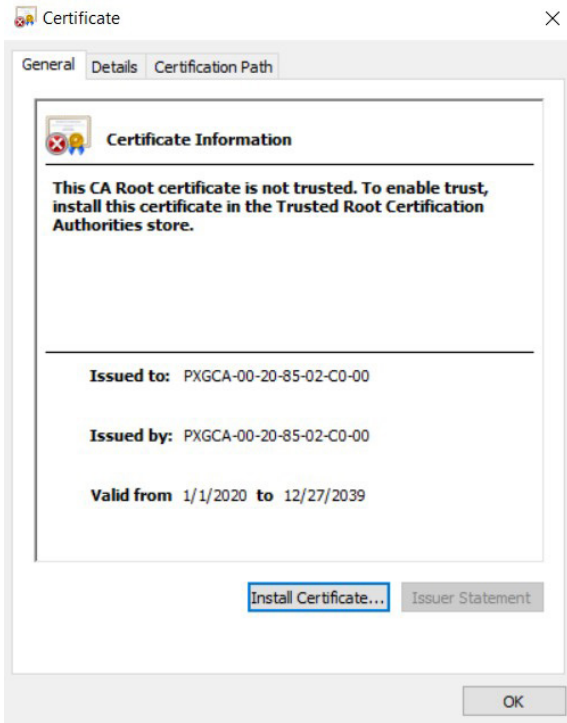 Certificate
General Details Certification Path
Certificate Information
This CA Root certificate is not trusted. To enable trust,
install this certificate in the Trusted Root Certification
Authorities store.
Issued to: PXGCA-00-20-85-02-C0-00
Issued by: PXGCA-00-20-85-02-C0-00
Valid from 1/1/2020 to 12/27/2039
Install Certificate... Issuer Statement
OK